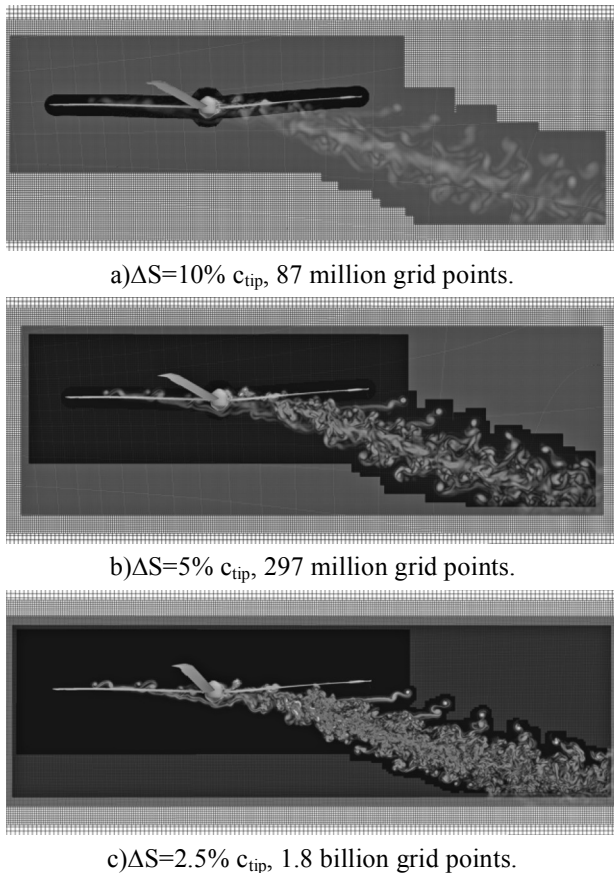 a)ΔS=10% c_tip, 87 million grid points.
b)ΔS=5% c_tip, 297 million grid points.
c)ΔS=2.5% c_tip, 1.8 billion grid points.